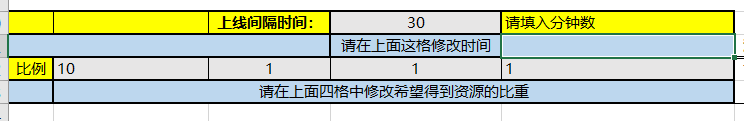 上线间隔时间： 30 请填入分钟数
请在上面这格修改时间
比例 10 1 1 1
请在上面四格中修改希望得到资源的比重